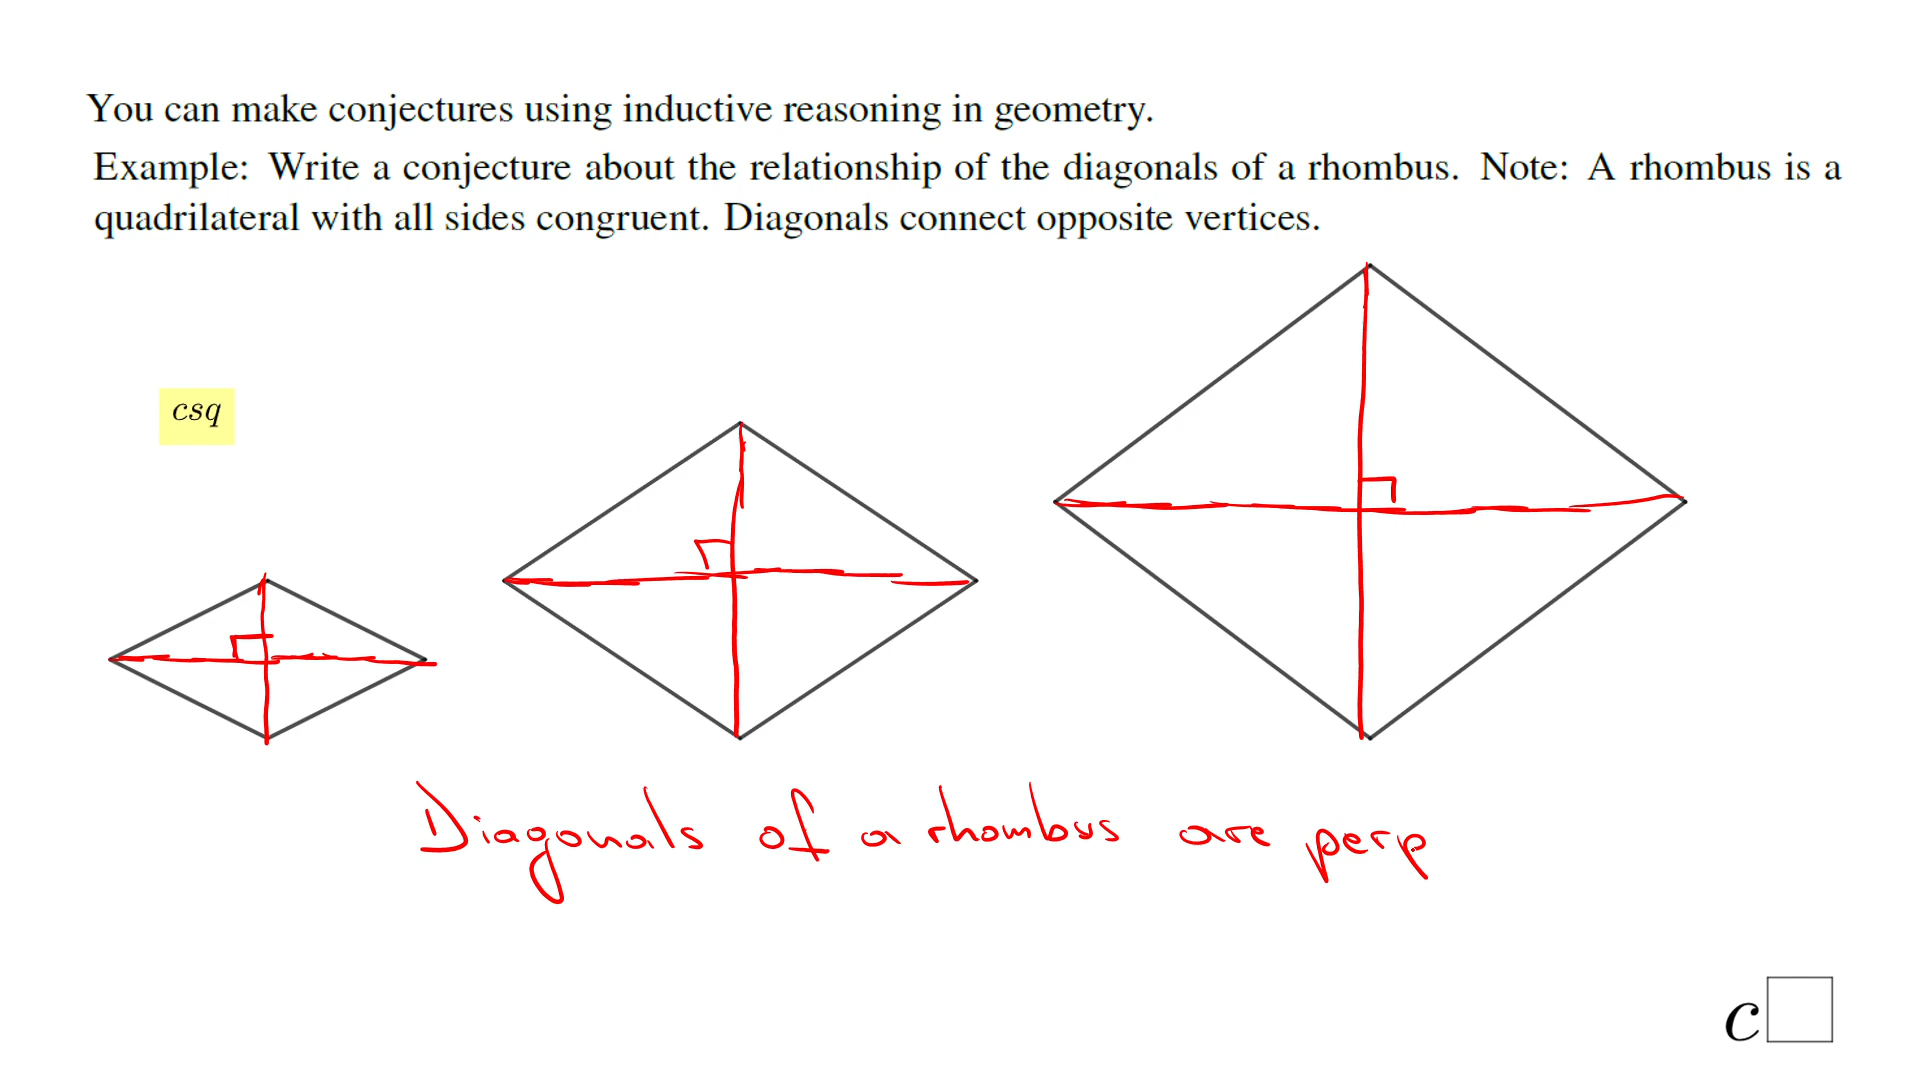 You can make conjectures using inductive reasoning in geometry.
Example: Write a conjecture about the relationship of the diagonals of a rhombus. Note: A rhombus is a
quadrilateral with all sides congruent. Diagonals connect opposite vertices.
csq
Diagonals of a rhombus are perp
c